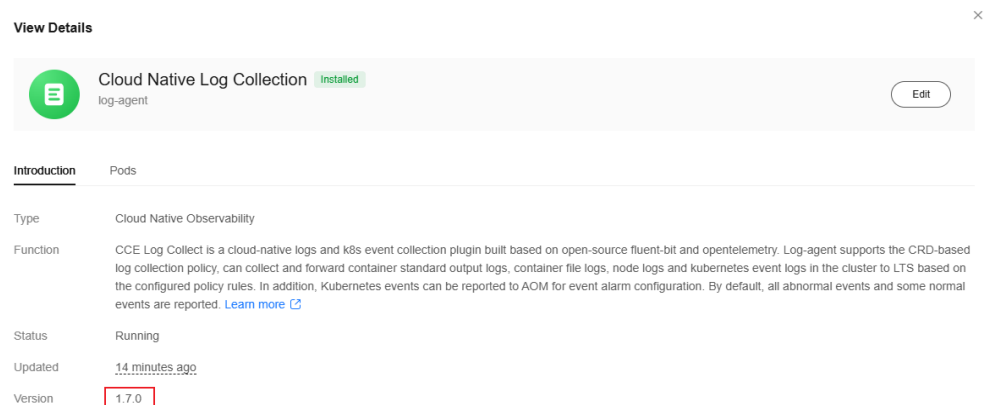 View Details
Cloud Native Log Collection Installed
log-agent
Edit
Introduction Pods
Type Cloud Native Observability
Function CCE Log Collect is a cloud-native logs and k8s event collection plugin built based on open-source fluent-bit and opentelemetry. Log-agent supports the CRD-based
log collection policy, can collect and forward container standard output logs, container file logs, node logs and kubernetes event logs in the cluster to LTS based on
the configured policy rules. In addition, Kubernetes events can be reported to AOM for event alarm configuration. By default, all abnormal events and some normal
events are reported. Learn more
Status Running
Updated 14 minutes ago
Version 1.7.0